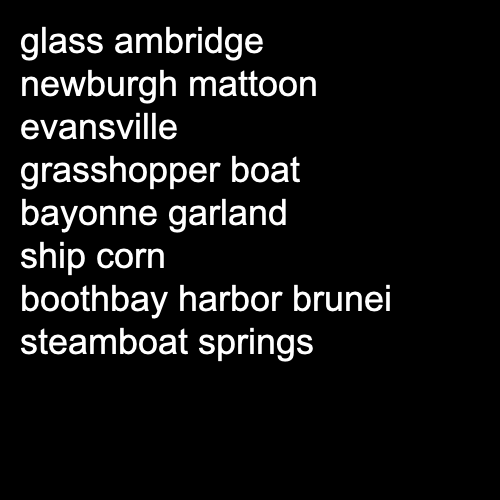 glass ambridge
newburgh mattoon
evansville
grasshopper boat
bayonne garland
ship corn
boothbay harbor brunei
steamboat springs